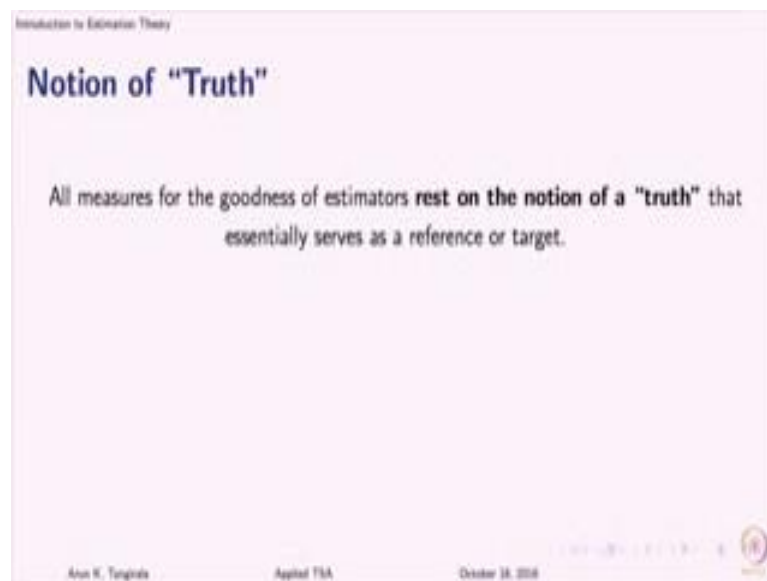 Introduction to Estimation Theory
Notion of “Truth”
All measures for the goodness of estimators rest on the notion of a "truth" that
essentially serves as a reference or target.
Arun K. Tangirala
Applied TSA
October 18, 2016